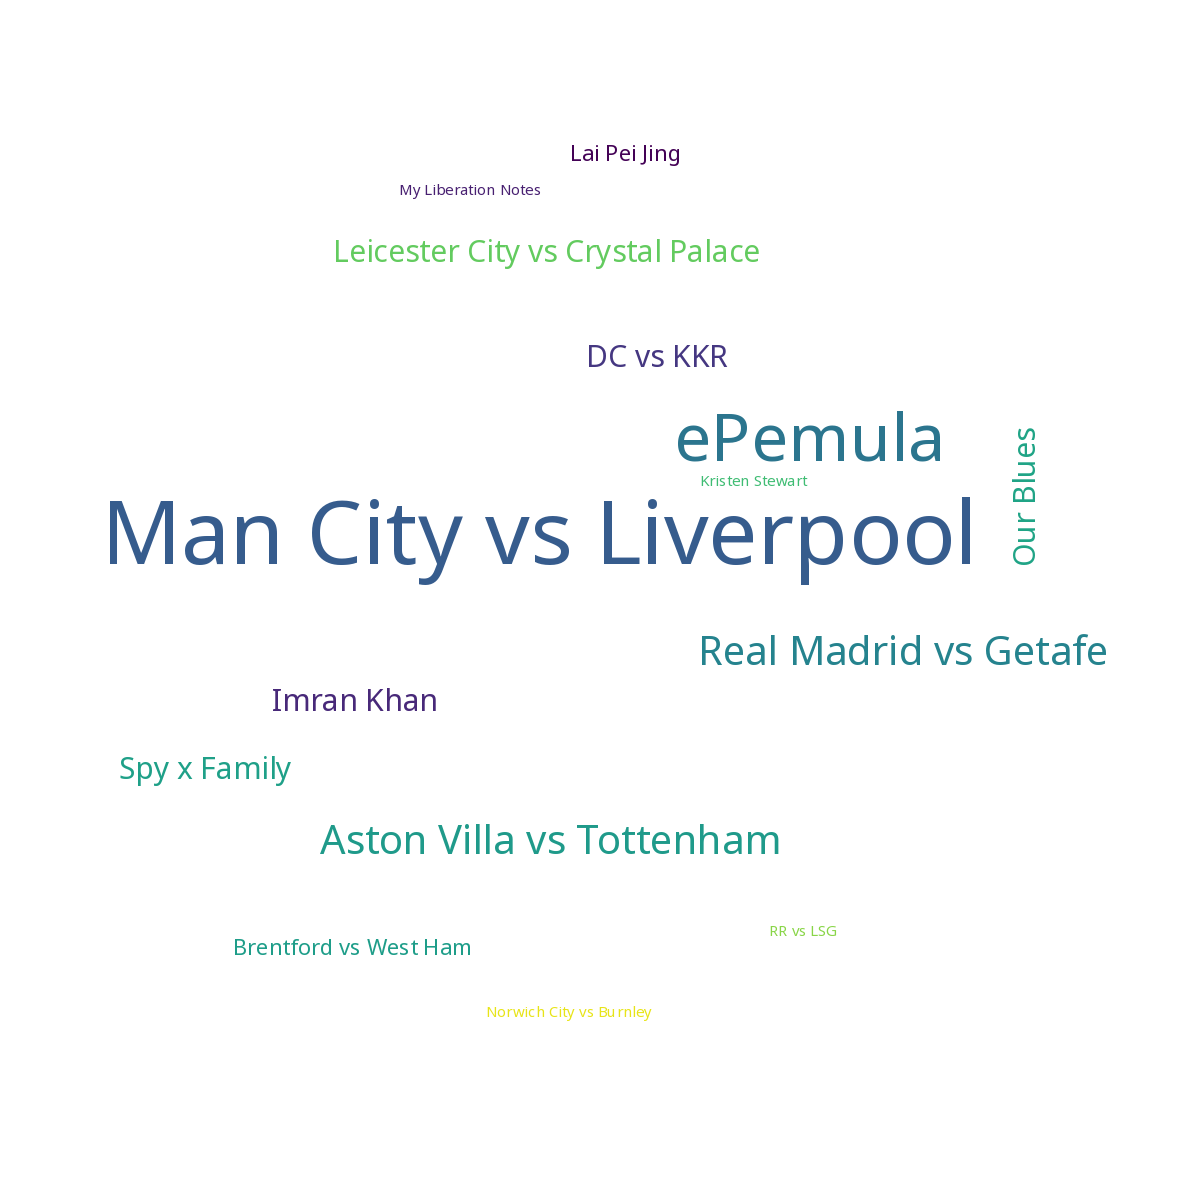 Lai Pei Jing
My Liberation Notes
Leicester City vs Crystal Palace
DC vs KKR
ePemula
Our Blues
Kristen Stewart
Man City vs Liverpool
Real Madrid vs Getafe
Imran Khan
Spy x Family
Aston Villa vs Tottenham
RR vs LSG
Brentford vs West Ham
Norwich City vs Burnley